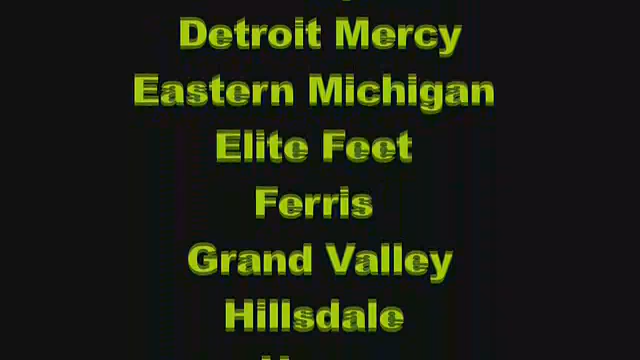 Detroit Mercy
Eastern Michigan
Elite Feet
Ferris
Grand Valley
Hillsdale